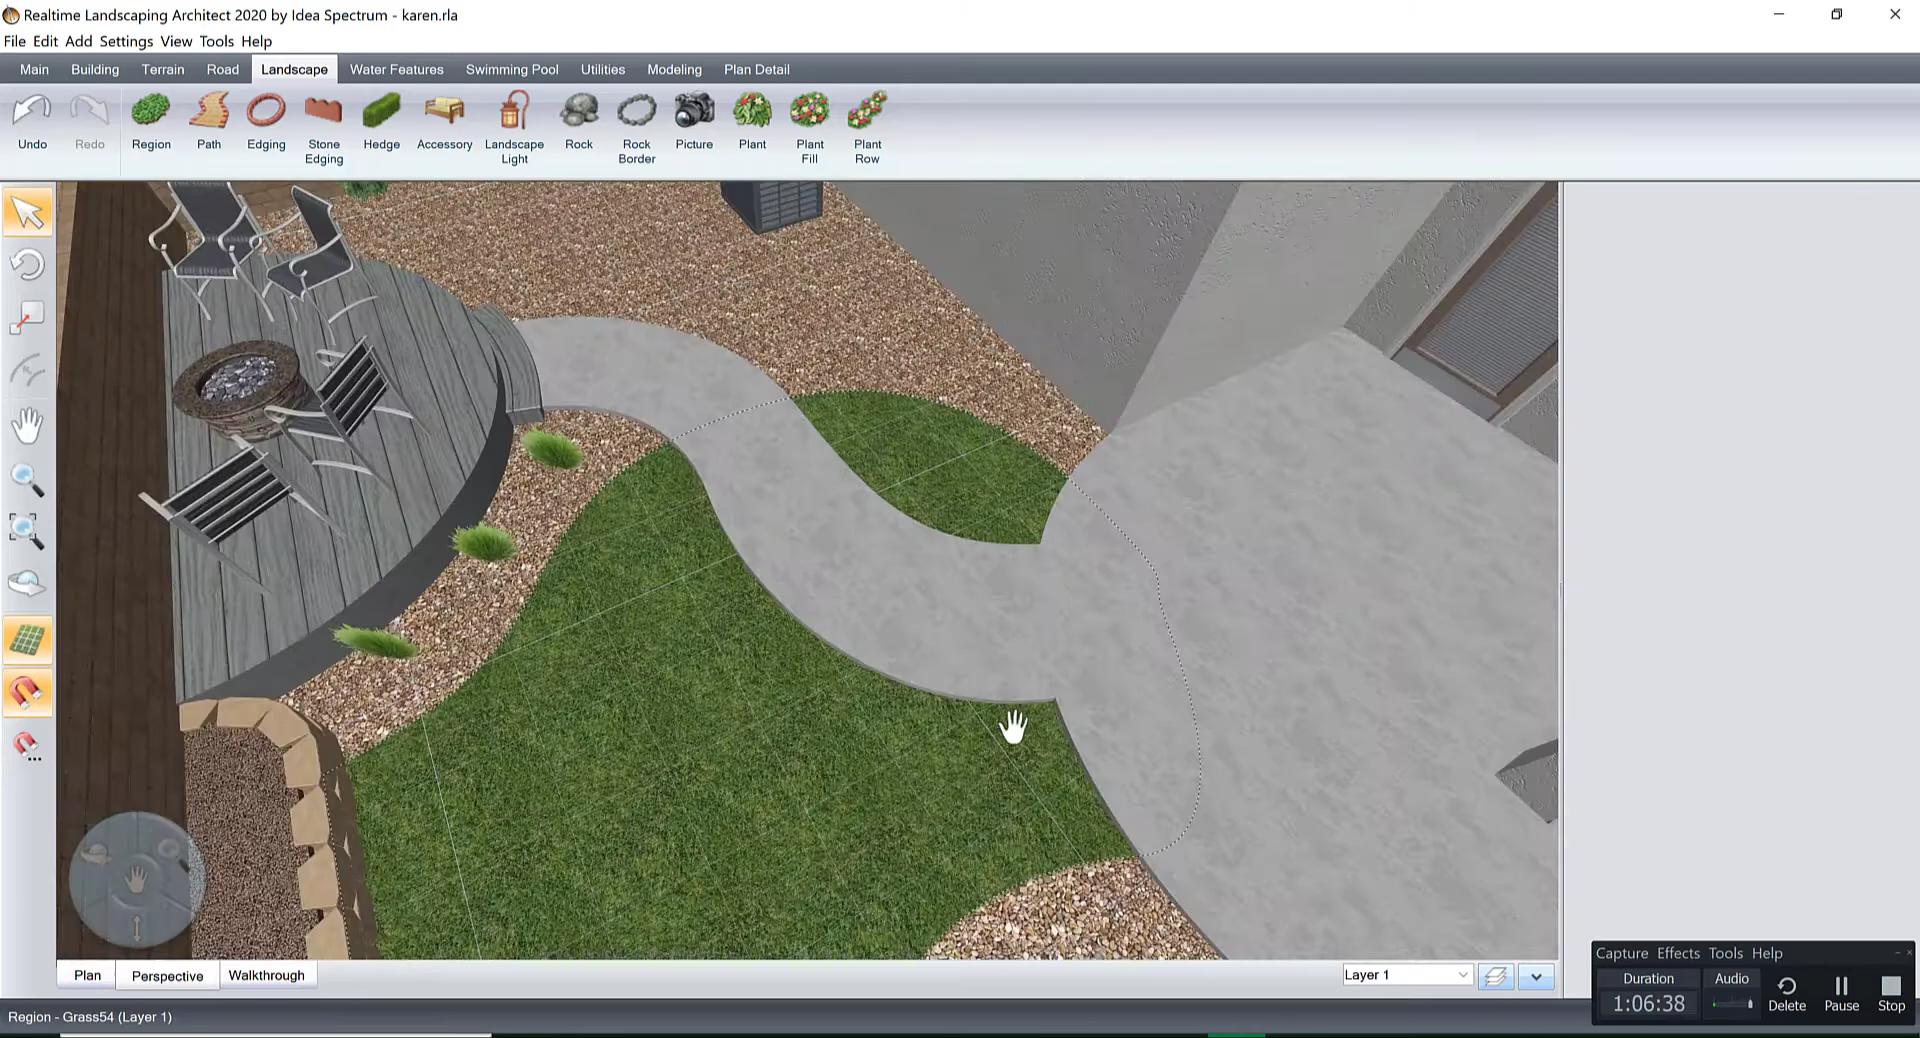 Realtime Landscaping Architect 2020 by Idea Spectrum - karen.rla
File Edit Add Settings View Tools Help
Main Building Terrain Road Landscape Water Features Swimming Pool Utilities Modeling Plan Detail
Undo Redo Region Path Edging Stone Edging Hedge Accessory Landscape Light Rock Rock Border Picture Plant Plant Fill Plant Row
Plan Perspective Walkthrough
Layer 1
Region - Grass54 (Layer 1)
Capture Effects Tools Help
Duration Audio
1:06:38 Delete Pause Stop